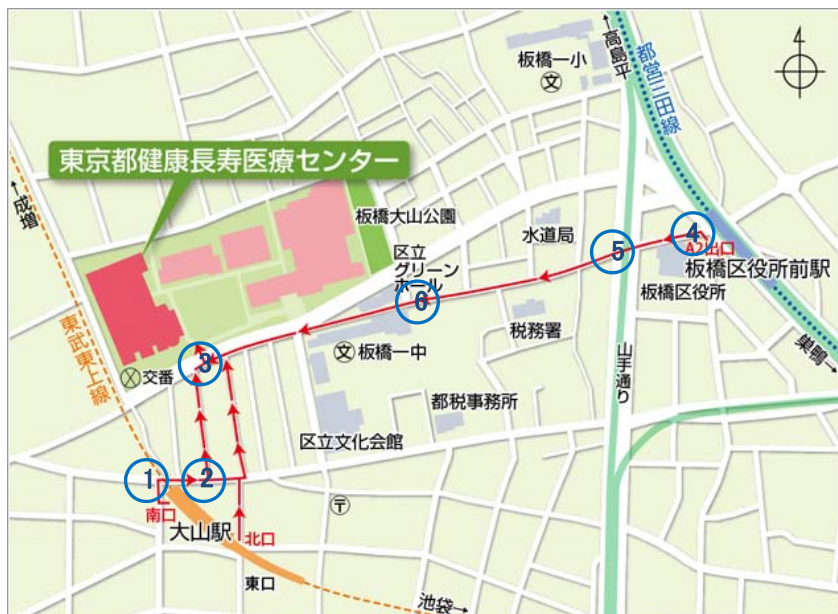 ←高島平
都営三田線
板橋一小
文
4
東京都健康長寿医療センター
←成増
板橋大山公園
水道局
④
A2出口
⑤
板橋区役所前駅
区立
グリーン
ホール
板橋区役所
⑥
東武東上線
税務署
巣鴨→
③
文 板橋一中
山手通り
交番
都税事務所
区立文化会館
①
②
南口
〒
大山駅
北口
東口
池袋→